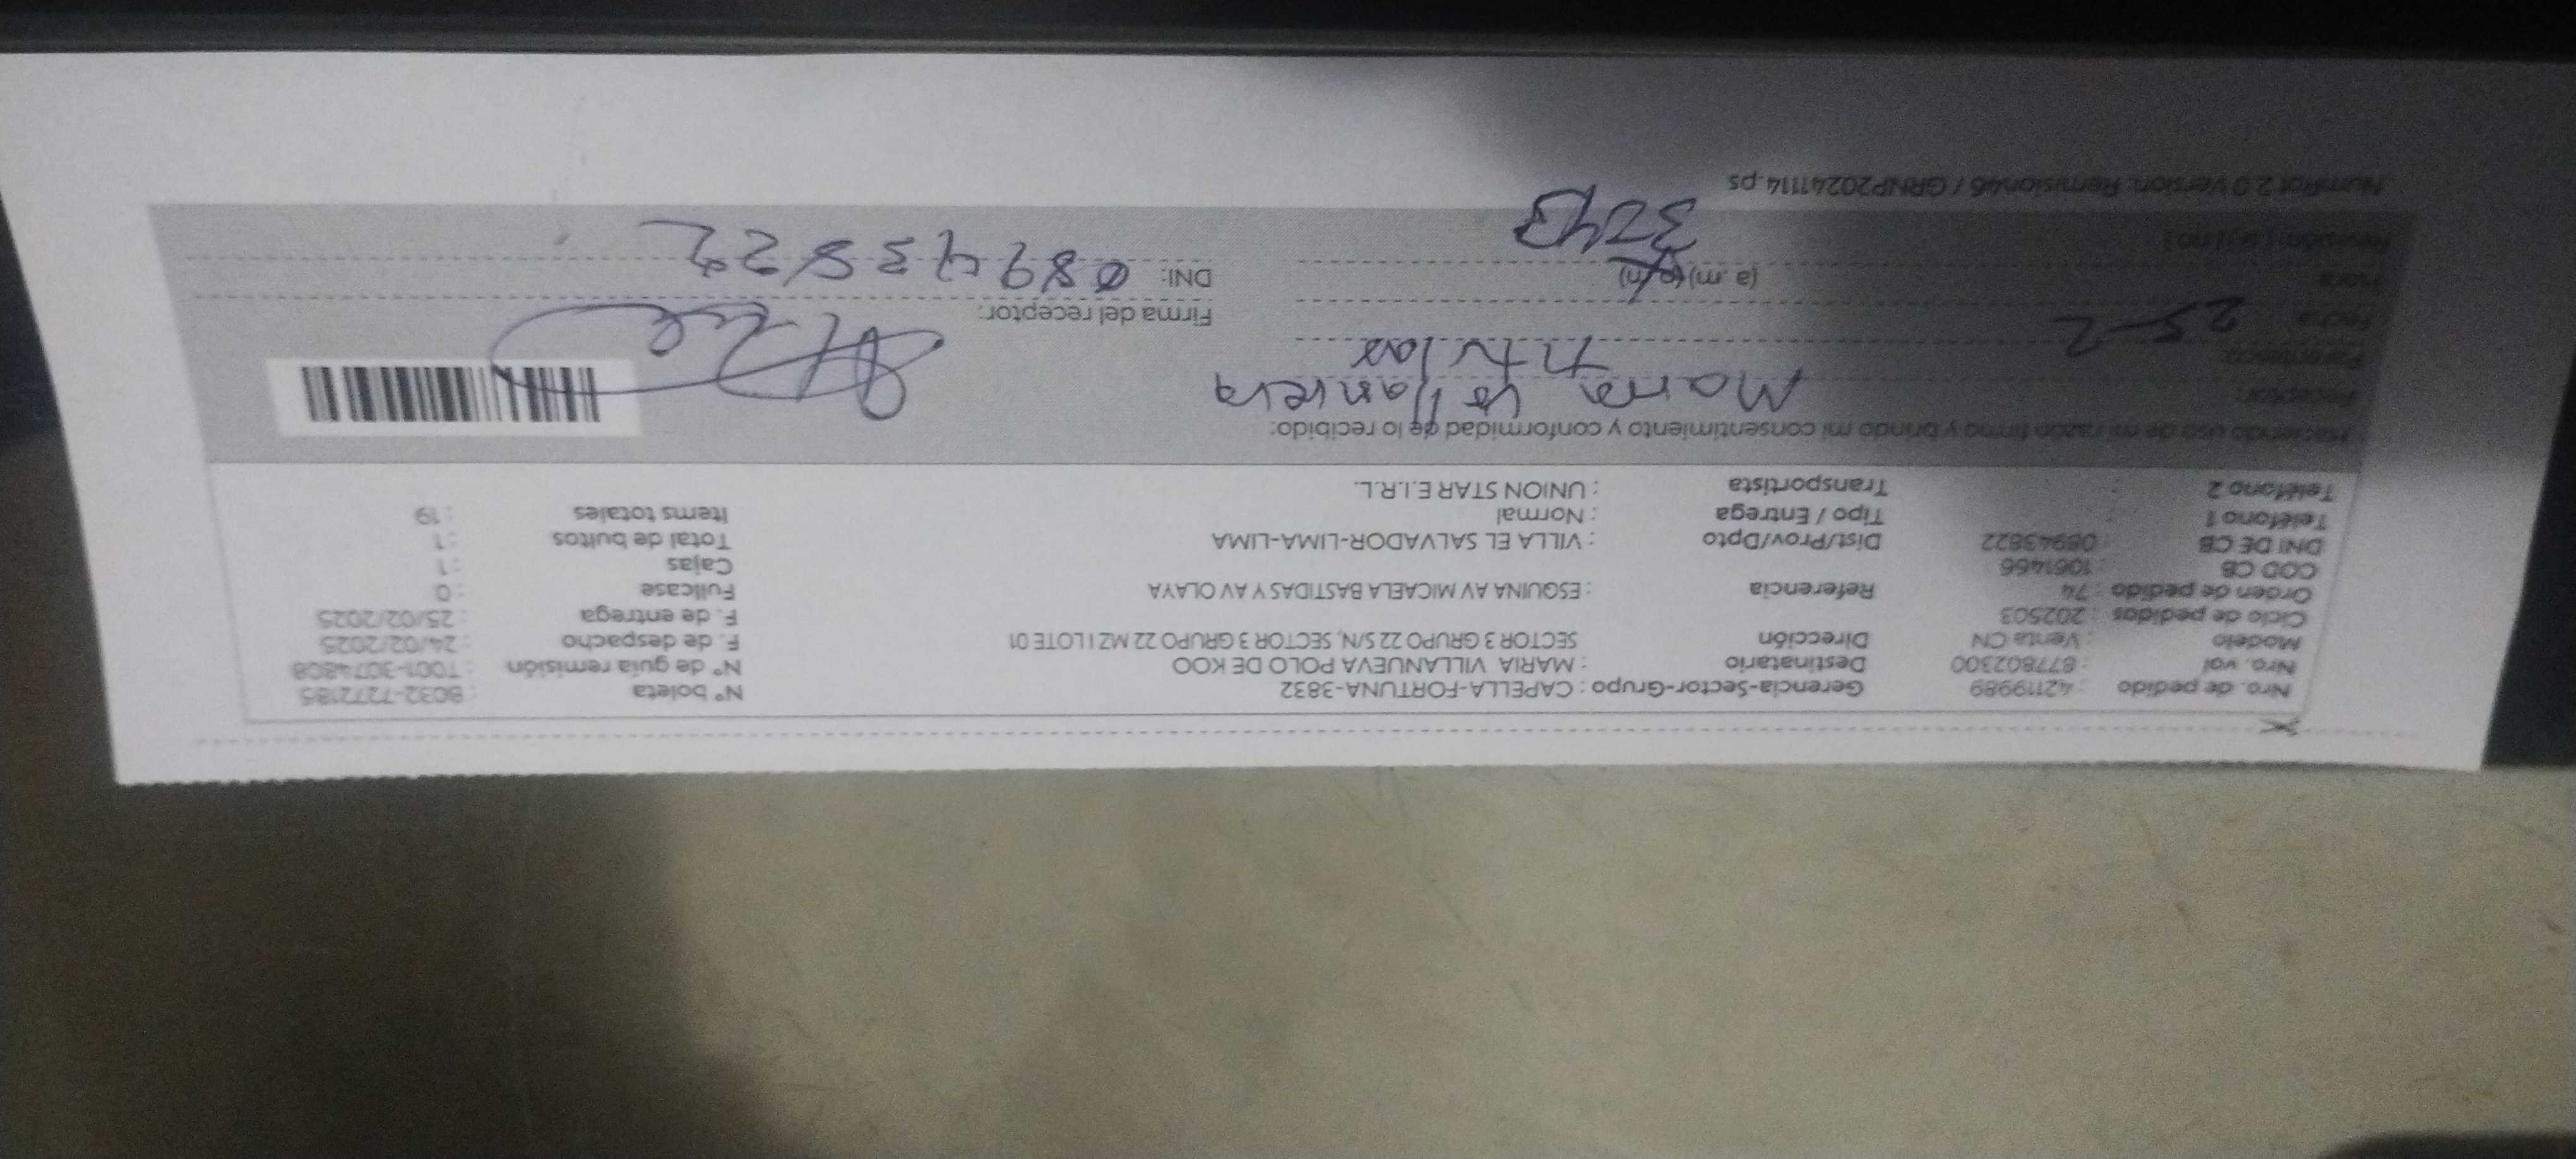 Nro. de pedido : 42119989 Gerencia-Sector-Grupo : CAPELLA-FORTUNA-3832 N° boleta : B032-7272185
Nro. val : 877802300 Destinatario : MARIA VILLANUEVA POLO DE KOO N° de guía remisión : T001-3074808
Modelo : Venta CN Dirección SECTOR 3 GRUPO 22 S/N, SECTOR 3 GRUPO 22 MZ I LOTE 01 F. de despacho : 24/02/2025
Ciclo de pedidos : 202503 F. de entrega : 25/02/2025
Orden de pedido : 74 Referencia : ESQUINA AV MICAELA BASTIDAS Y AV OLAYA Fullcase : 0
COD CB : 1061466 Cajas : 1
DNI DE CB : 08943822 Dist/Prov/Dpto : VILLA EL SALVADOR-LIMA-LIMA Total de bultos : 1
Teléfono 1 : Tipo / Entrega : Normal Items totales : 19
Teléfono 2 : Transportista : UNION STAR E.I.R.L.
Haciendo uso de mi razón firmo y brindo mi consentimiento y conformidad de lo recibido:
Receptor: Maria Villanueva
Parentesco titular
Fecha 25-2 Firma del receptor:
Hora (a .m) (p.m) DNI: 08943822
3243
NumRot 2.0 Version: Remision46 / GRNP20241114.ps